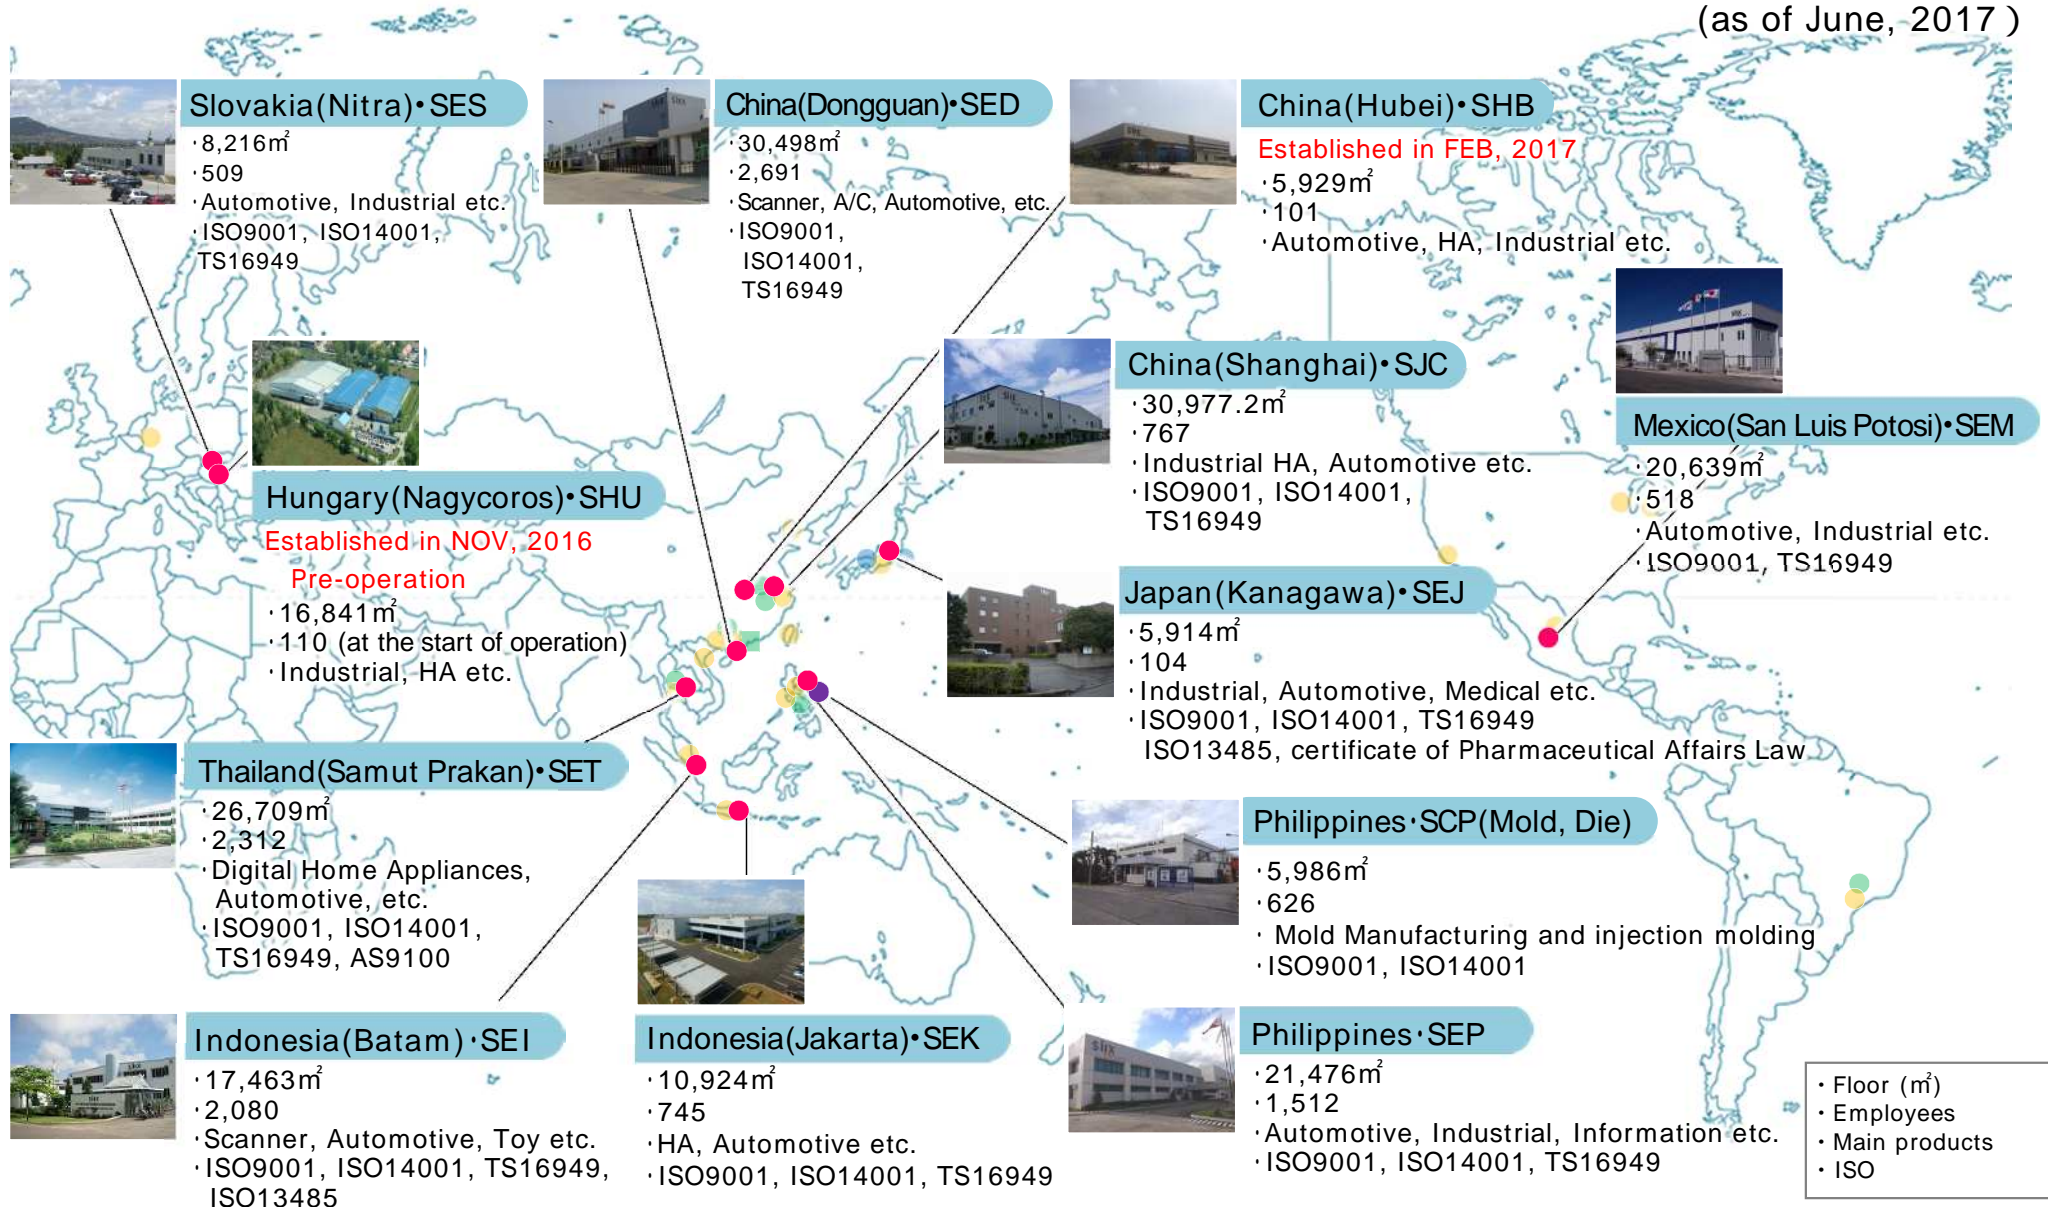 (as of June, 2017 )
Slovakia(Nitra)•SES
・8,216㎡
・509
・Automotive, Industrial etc.
・ISO9001, ISO14001,
TS16949
China(Dongguan)•SED
・30,498㎡
・2,691
・Scanner, A/C, Automotive, etc.
・ISO9001,
ISO14001,
TS16949
China(Hubei)•SHB
Established in FEB, 2017
・5,929㎡
・101
・Automotive, HA, Industrial etc.
Hungary(Nagycoros)•SHU
Established in NOV, 2016
Pre-operation
・16,841㎡
・110 (at the start of operation)
・Industrial, HA etc.
China(Shanghai)•SJC
・30,977.2㎡
・767
・Industrial HA, Automotive etc.
・ISO9001, ISO14001,
TS16949
Mexico(San Luis Potosi)•SEM
・20,639㎡
・518
・Automotive, Industrial etc.
・ISO9001, TS16949
Japan(Kanagawa)•SEJ
・5,914㎡
・104
・Industrial, Automotive, Medical etc.
・ISO9001, ISO14001, TS16949
ISO13485, certificate of Pharmaceutical Affairs Law
Thailand(Samut Prakan)•SET
・26,709㎡
・2,312
・Digital Home Appliances,
Automotive, etc.
・ISO9001, ISO14001,
TS16949, AS9100
Philippines・SCP(Mold, Die)
・5,986㎡
・626
・ Mold Manufacturing and injection molding
・ISO9001, ISO14001
Indonesia(Batam)・SEI
・17,463㎡
・2,080
・Scanner, Automotive, Toy etc.
・ISO9001, ISO14001, TS16949,
ISO13485
Indonesia(Jakarta)•SEK
・10,924㎡
・745
・HA, Automotive etc.
・ISO9001, ISO14001, TS16949
Philippines・SEP
・21,476㎡
・1,512
・Automotive, Industrial, Information etc.
・ISO9001, ISO14001, TS16949
・Floor (㎡)
・Employees
・Main products
・ISO